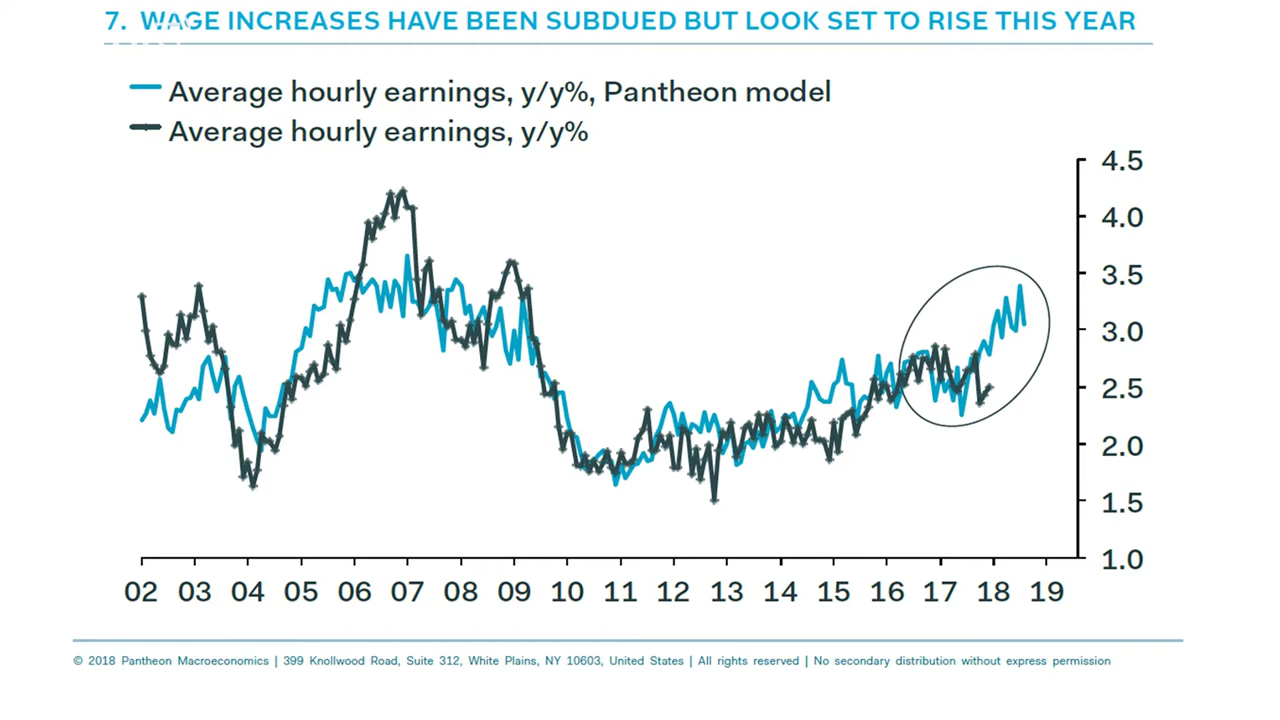 7. WAGE INCREASES HAVE BEEN SUBDUED BUT LOOK SET TO RISE THIS YEAR
Average hourly earnings, y/y%, Pantheon model
Average hourly earnings, y/y%
4.5
4.0
3.5
3.0
2.5
2.0
1.5
1.0
02 03 04 05 06 07 08 09 10 11 12 13 14 15 16 17 18 19
© 2018 Pantheon Macroeconomics | 399 Knollwood Road, Suite 312, White Plains, NY 10603, United States | All rights reserved | No secondary distribution without express permission